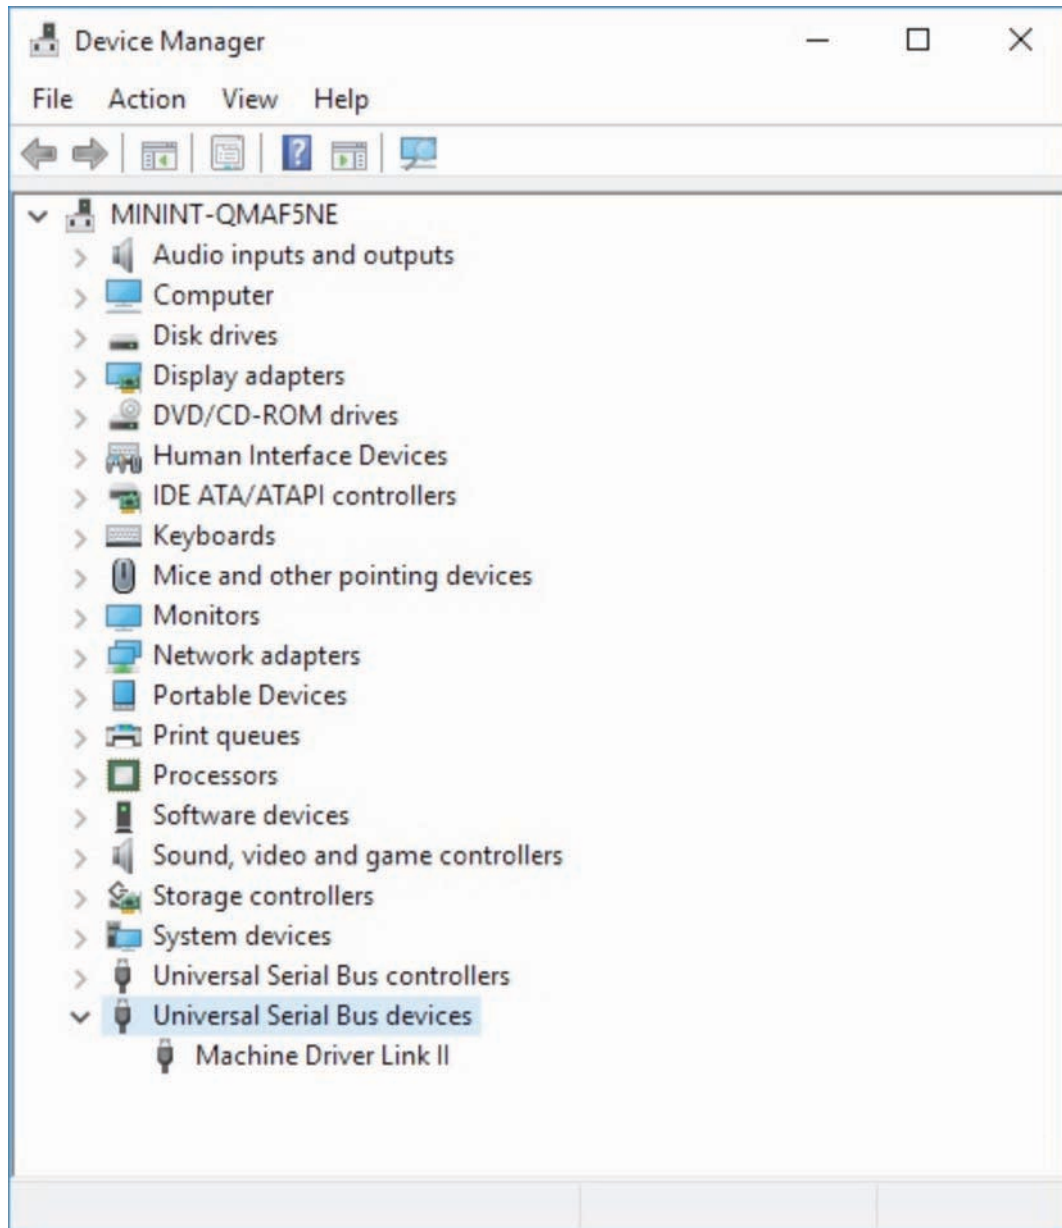 Device Manager
File Action View Help
MININT-QMAF5NE
Audio inputs and outputs
Computer
Disk drives
Display adapters
DVD/CD-ROM drives
Human Interface Devices
IDE ATA/ATAPI controllers
Keyboards
Mice and other pointing devices
Monitors
Network adapters
Portable Devices
Print queues
Processors
Software devices
Sound, video and game controllers
Storage controllers
System devices
Universal Serial Bus controllers
Universal Serial Bus devices
Machine Driver Link II